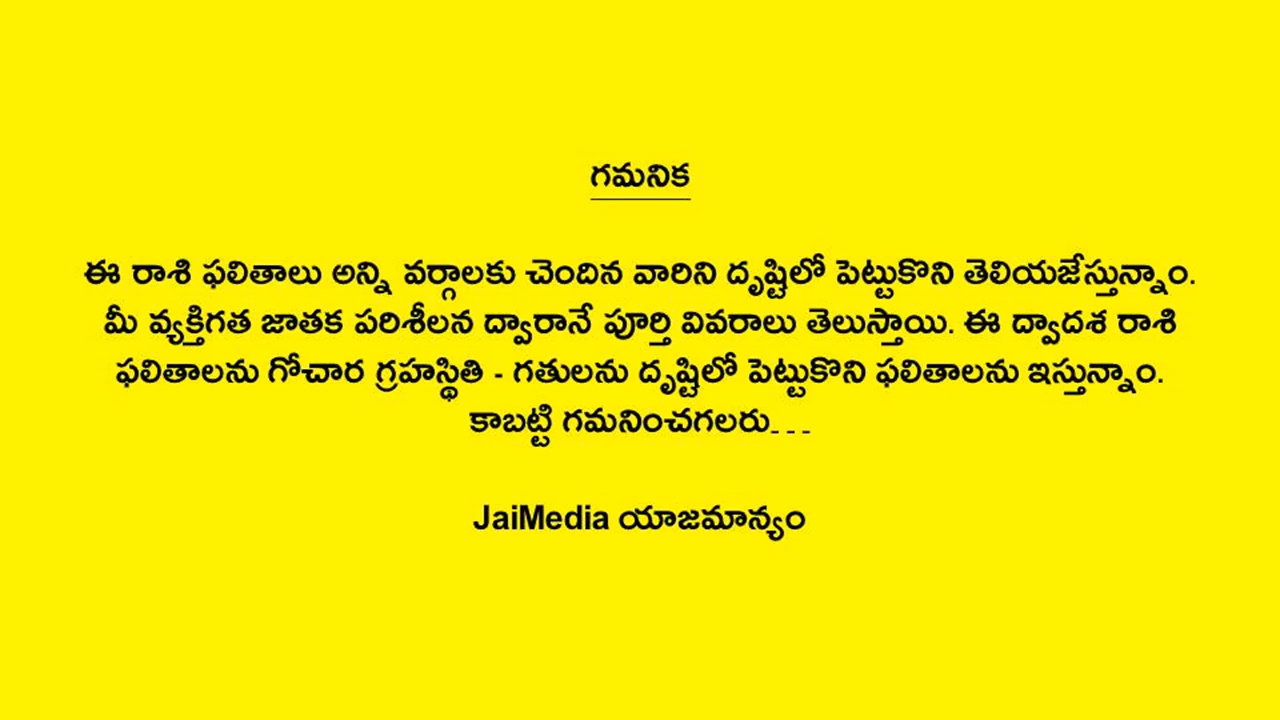 గమనిక
ఈ రాశి ఫలితాలు అన్ని వర్గాలకు చెందిన వారిని దృష్టిలో పెట్టుకొని తెలియజేస్తున్నాం.
మీ వ్యక్తిగత జాతక పరిశీలన ద్వారానే పూర్తి వివరాలు తెలుస్తాయి. ఈ ద్వాదశ రాశి
ఫలితాలను గోచార గ్రహస్థితి - గతులను దృష్టిలో పెట్టుకొని ఫలితాలను ఇస్తున్నాం.
కాబట్టి గమనించగలరు...
JaiMedia యాజమాన్యం